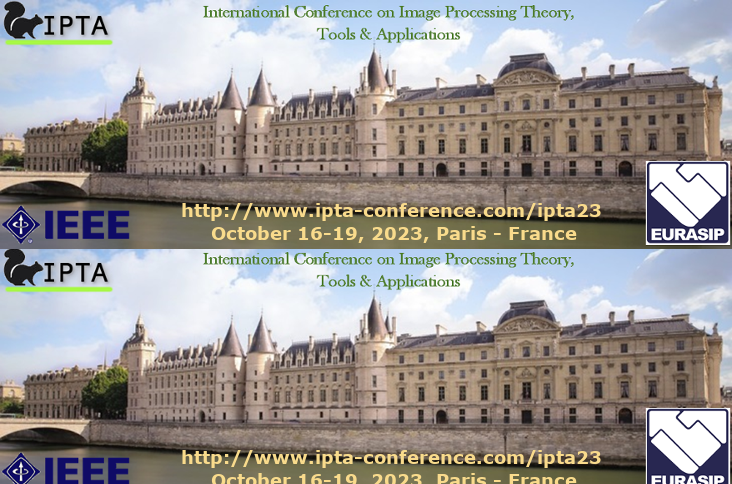 IPTA
International Conference on Image Processing Theory,
Tools & Applications
IEEE
http://www.ipta-conference.com/ipta23
October 16-19, 2023, Paris - France
EURASIP
IPTA
International Conference on Image Processing Theory,
Tools & Applications
IEEE
http://www.ipta-conference.com/ipta23
October 16-19, 2023, Paris - France
EURASIP